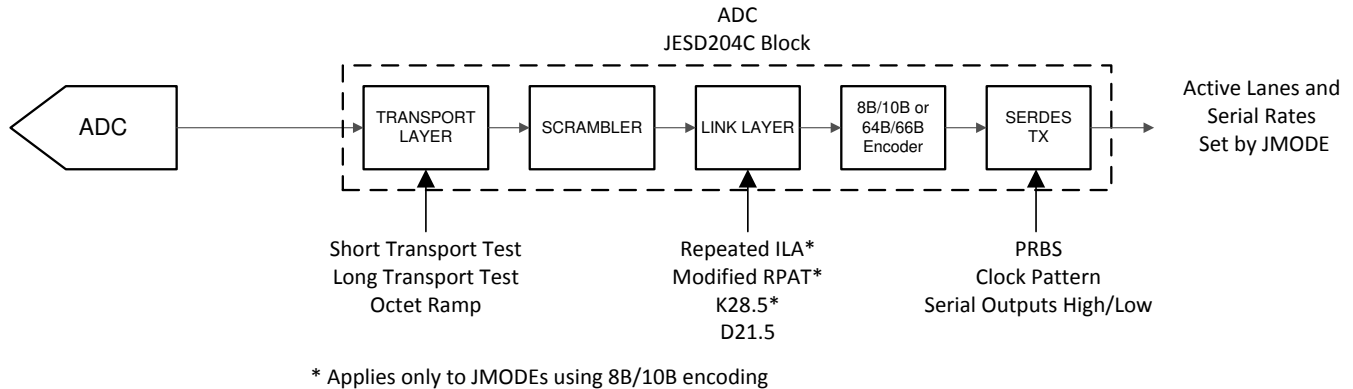 ADC
JESD204C Block
ADC
TRANSPORT
LAYER
SCRAMBLER
LINK LAYER
8B/10B or
64B/66B
Encoder
SERDES
TX
Active Lanes and
Serial Rates
Set by JMODE
Short Transport Test
Long Transport Test
Octet Ramp
Repeated ILA*
Modified RPAT*
K28.5*
D21.5
PRBS
Clock Pattern
Serial Outputs High/Low
* Applies only to JMODEs using 8B/10B encoding